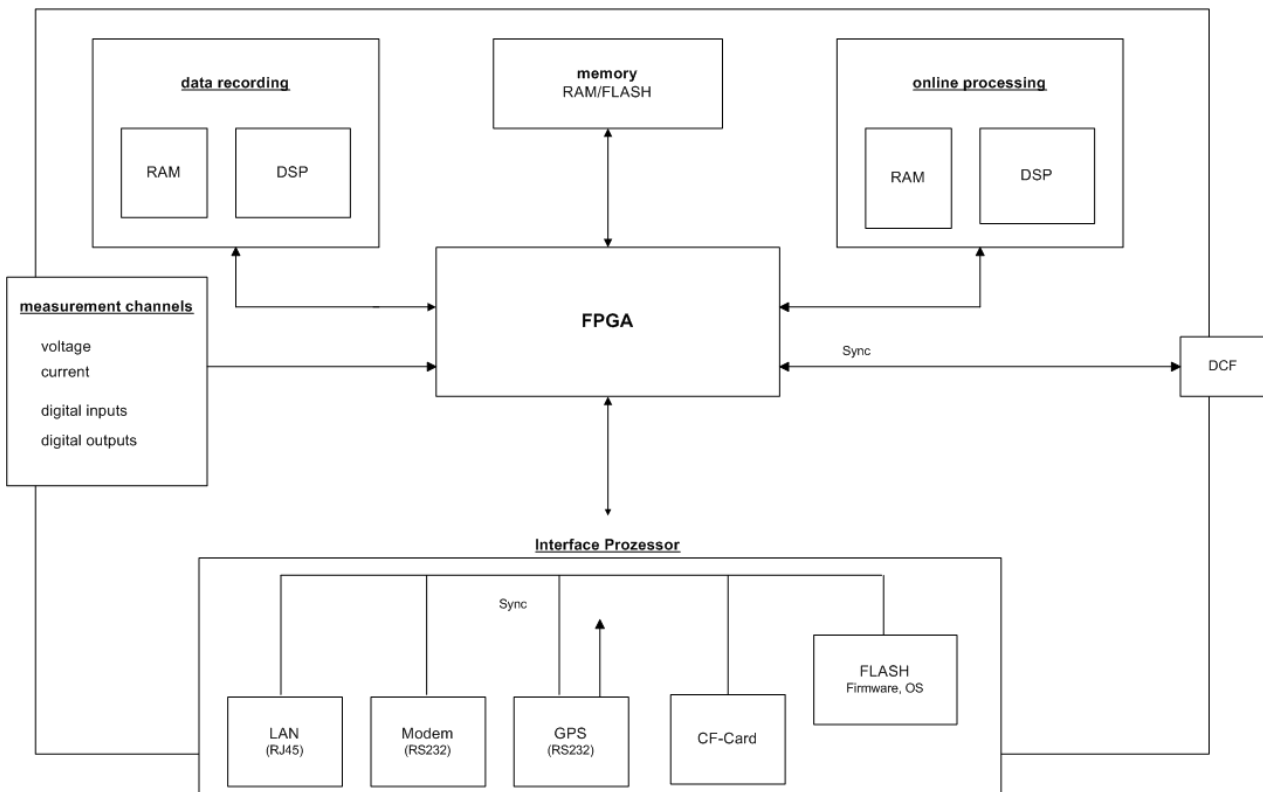 data recording
RAM
DSP
memory
RAM/FLASH
online processing
RAM
DSP
measurement channels
voltage
current
digital inputs
digital outputs
FPGA
Sync
DCF
Interface Prozessor
Sync
LAN
(RJ45)
Modem
(RS232)
GPS
(RS232)
CF-Card
FLASH
Firmware, OS